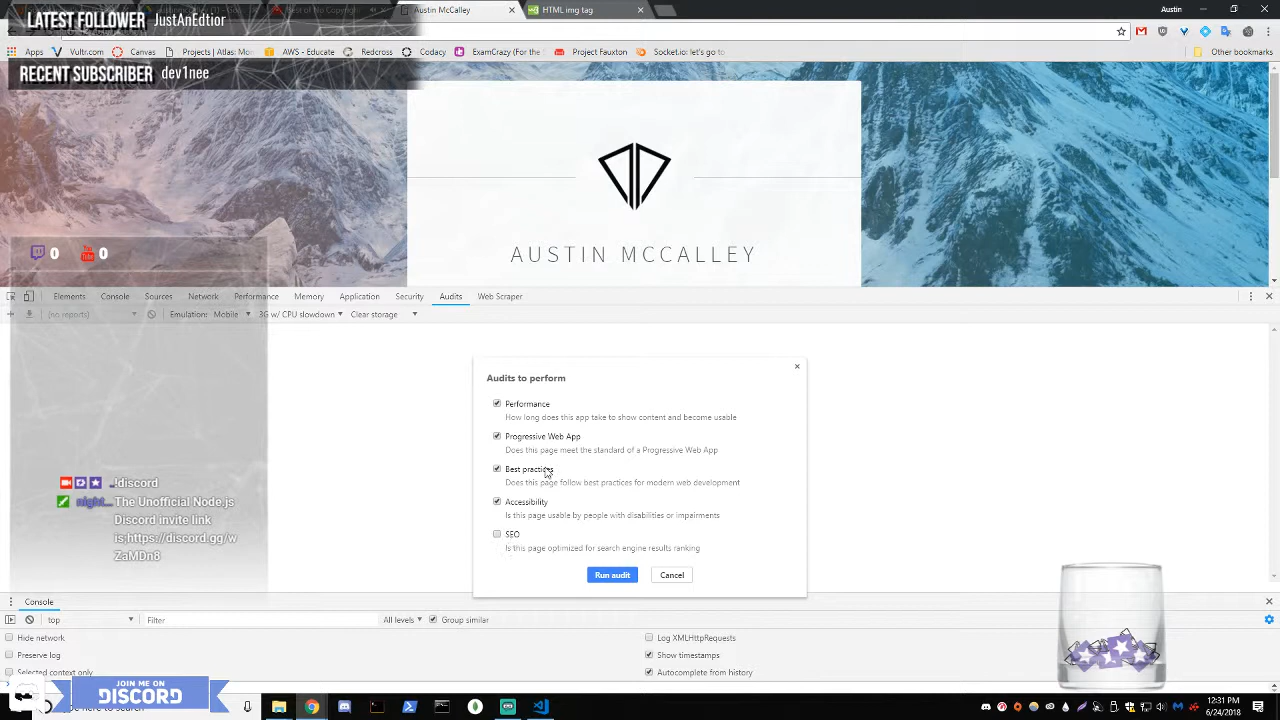 LATEST FOLLOWER JustAnEdtior
Austin McCalley
HTML img tag
Austin
Apps
Vultr.com
Canvas
Projects | Atlas: Mo
AWS - Educate
Redcross
Codacy
ExamCrazy (For the
Project Fauxton
Socket.io: let's go to
Other bookmarks
RECENT SUBSCRIBER dev1nee
AUSTIN MCCALLEY
0 0
Elements Console Sources Network Performance Memory Application Security Audits Web Scraper
(no reports) Emulation: Mobile 3G w/ CPU slowdown Clear storage
Audits to perform
Performance
How long does this app take to show content and become usable
Progressive Web App
Does this page meet the standard of a Progressive Web App
Best practices
Does this page follow best practices for modern web development
Accessibility
Is this page usable by people with disabilities or impairments
SEO
Is this page optimized for search engine results ranking
Run audit Cancel
!discord
night... The Unofficial Node.js
Discord invite link
is:https://discord.gg/w
ZaMDn8
Console
top Filter All levels Group similar
Hide network Log XMLHttpRequests
Preserve log Show timestamps
Selected context only Autocomplete from history
JOIN ME ON
DISCORD
12:31 PM
6/24/2018